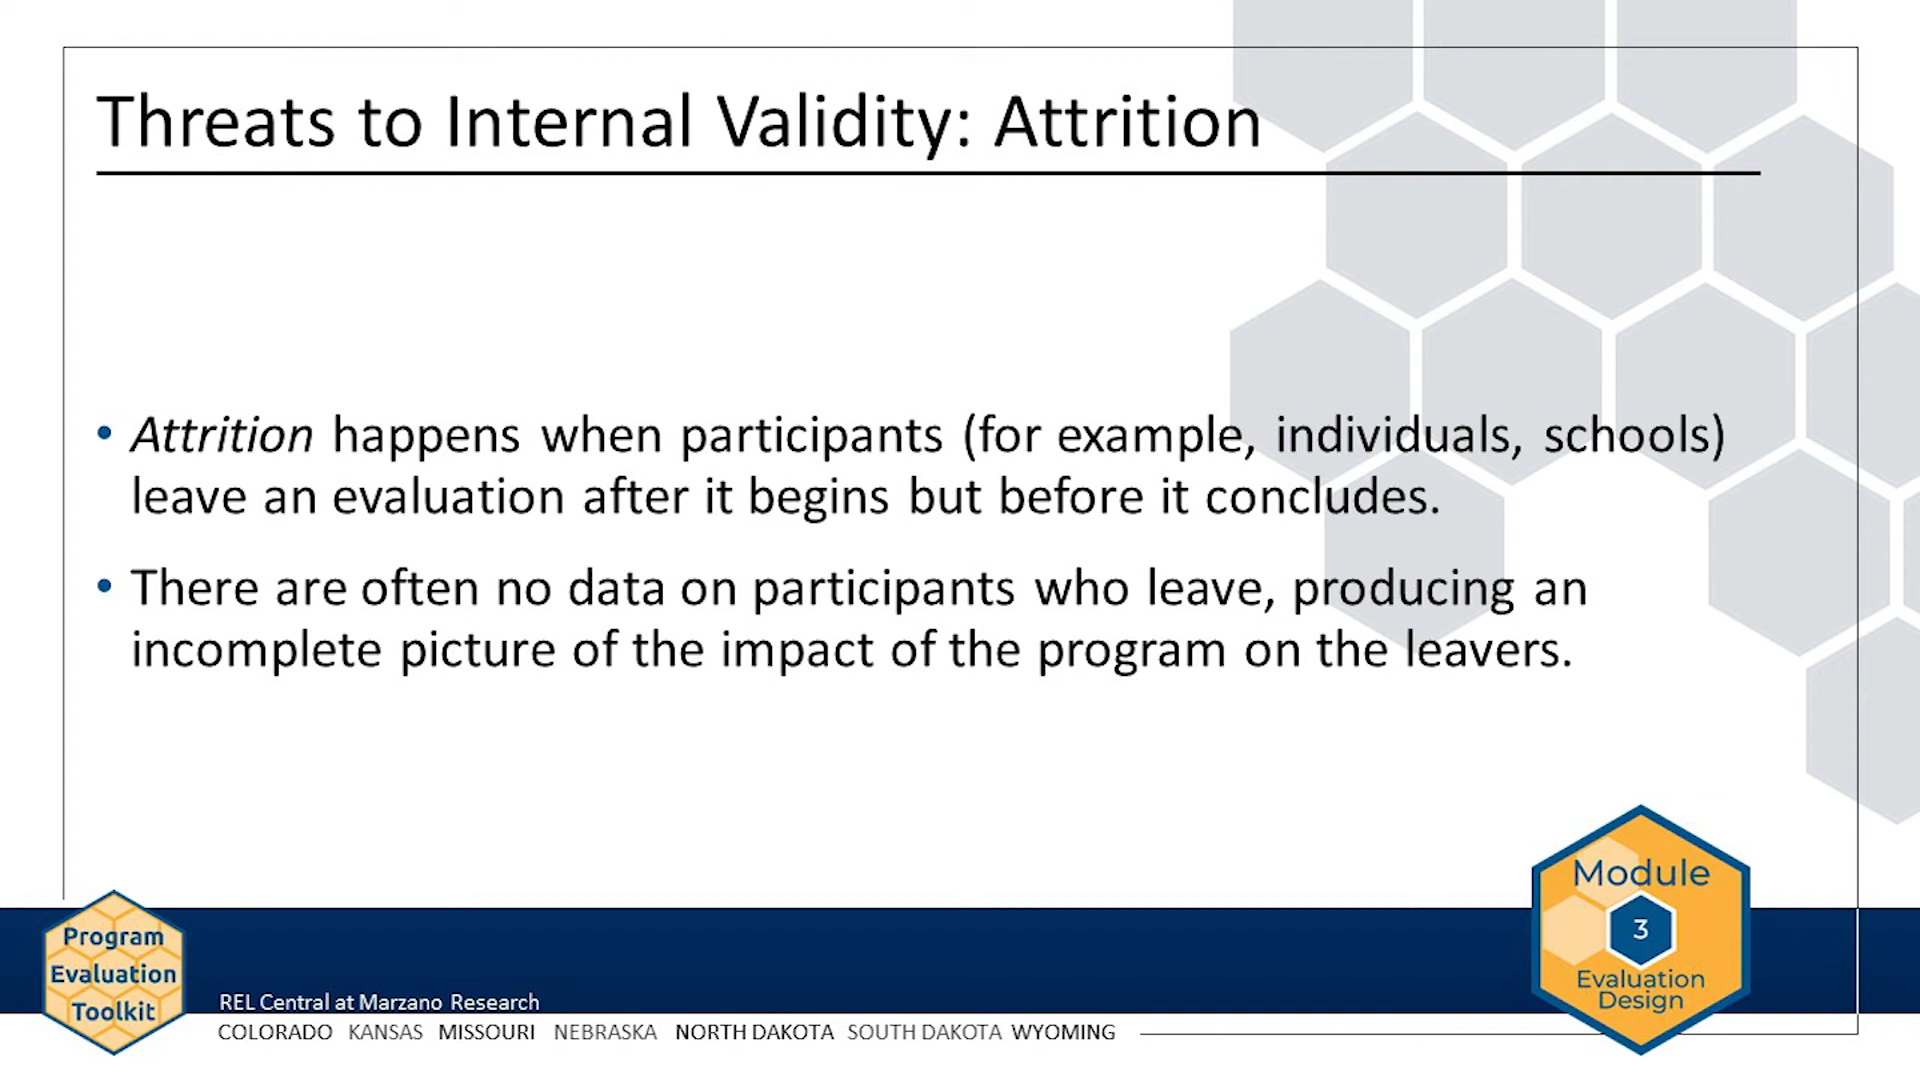 Threats to Internal Validity: Attrition
• Attrition happens when participants (for example, individuals, schools)
leave an evaluation after it begins but before it concludes.
• There are often no data on participants who leave, producing an
incomplete picture of the impact of the program on the leavers.
Module
3
Evaluation
Design
Program
Evaluation
Toolkit
REL Central at Marzano Research
COLORADO KANSAS MISSOURI NEBRASKA NORTH DAKOTA SOUTH DAKOTA WYOMING